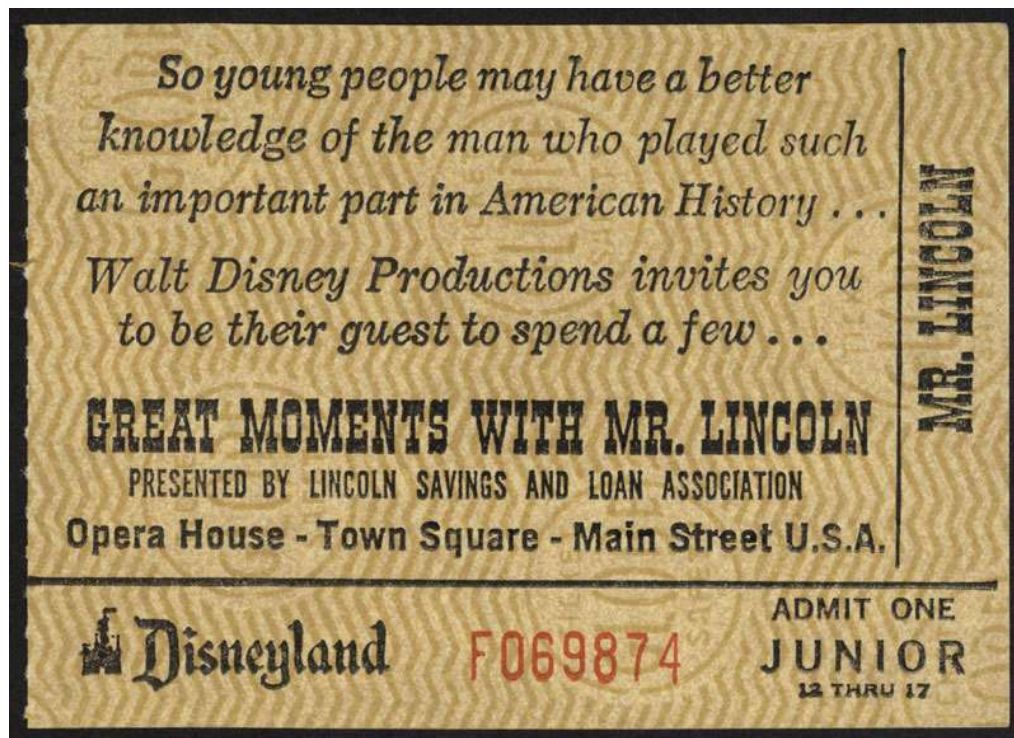 So young people may have a better
knowledge of the man who played such
an important part in American History . . .
Walt Disney Productions invites you
to be their guest to spend a few . . .
GREAT MOMENTS WITH MR. LINCOLN
PRESENTED BY LINCOLN SAVINGS AND LOAN ASSOCIATION
Opera House - Town Square - Main Street U.S.A.
MR. LINCOLN
Disneyland
F069874
ADMIT ONE
JUNIOR
12 THRU 17